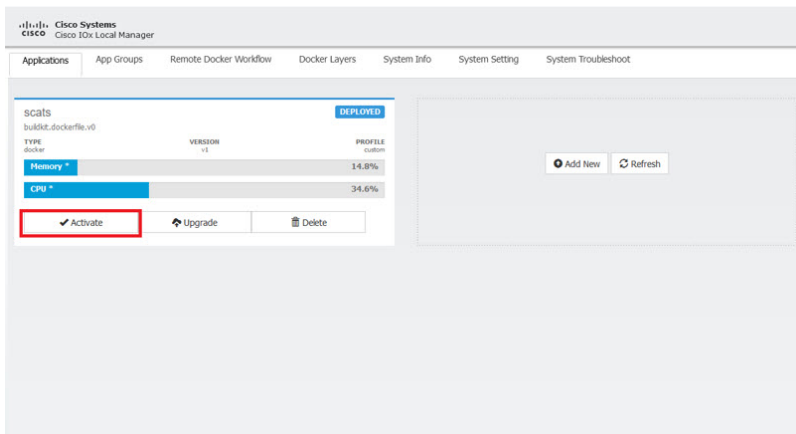 Cisco Systems
CISCO Cisco IOx Local Manager
Applications App Groups Remote Docker Workflow Docker Layers System Info System Setting System Troubleshoot
scats DEPLOYED
buildkit.dockerfile.v0
TYPE VERSION PROFILE
docker v1 custom
Memory * 14.8%
CPU * 34.6%
Add New Refresh
Activate Upgrade Delete